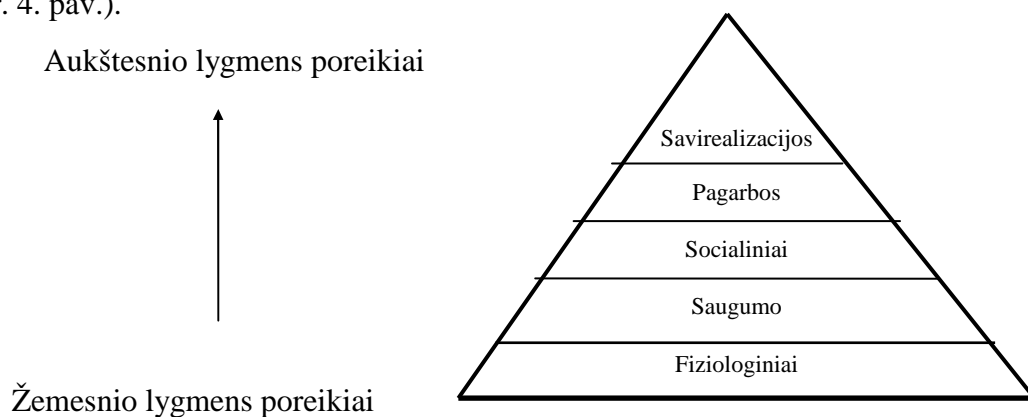 . 4. pav.).
Aukštesnio lygmens poreikiai
Savirealizacijos
Pagarbos
Socialiniai
Saugumo
Fiziologiniai
Žemesnio lygmens poreikiai